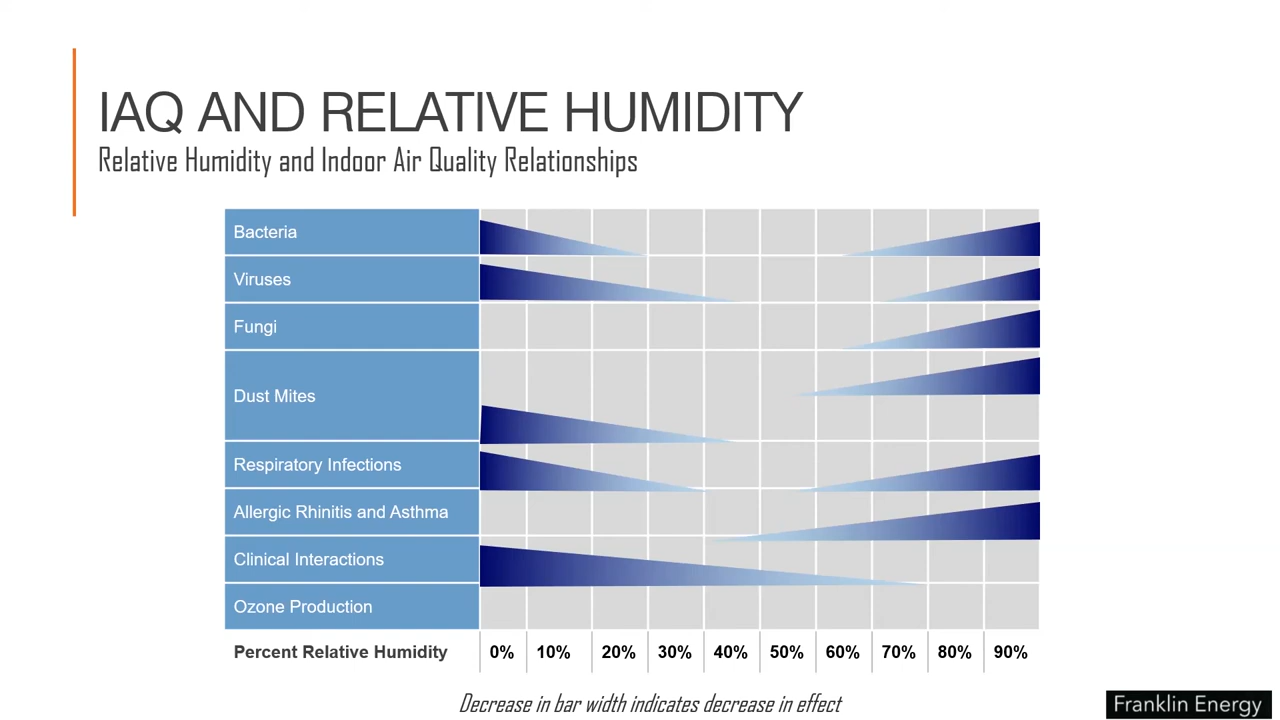 IAQ AND RELATIVE HUMIDITY
Relative Humidity and Indoor Air Quality Relationships
Bacteria
Viruses
Fungi
Dust Mites
Respiratory Infections
Allergic Rhinitis and Asthma
Clinical Interactions
Ozone Production
Percent Relative Humidity 0% 10% 20% 30% 40% 50% 60% 70% 80% 90%
Decrease in bar width indicates decrease in effect
Franklin Energy